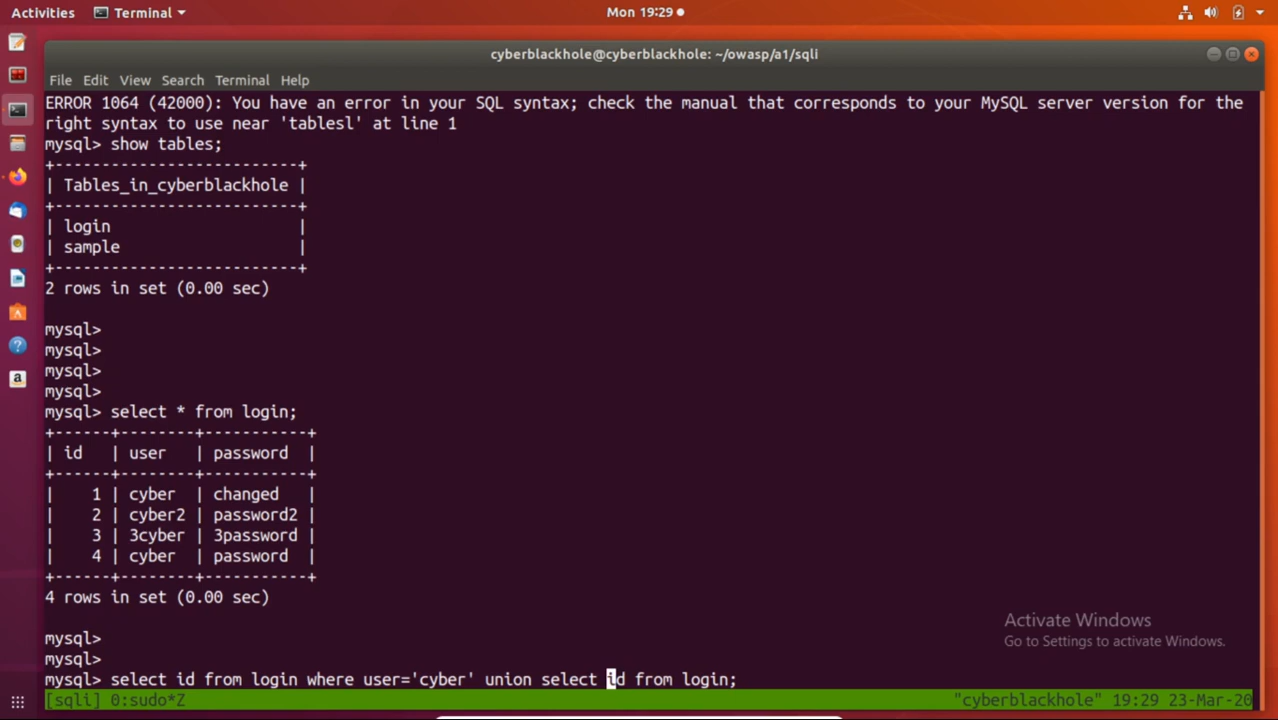 Activities Terminal Mon 19:29
cyberblackhole@cyberblackhole: ~/owasp/a1/sqli
File Edit View Search Terminal Help
ERROR 1064 (42000): You have an error in your SQL syntax; check the manual that corresponds to your MySQL server version for the
right syntax to use near 'tablesl' at line 1
mysql> show tables;
+--------------------------+
| Tables_in_cyberblackhole |
+--------------------------+
| login                    |
| sample                   |
+--------------------------+
2 rows in set (0.00 sec)
mysql>
mysql>
mysql>
mysql>
mysql> select * from login;
+------+--------+-----------+
| id   | user   | password  |
+------+--------+-----------+
|    1 | cyber  | changed   |
|    2 | cyber2 | password2 |
|    3 | 3cyber | 3password |
|    4 | cyber  | password  |
+------+--------+-----------+
4 rows in set (0.00 sec)
Activate Windows
Go to Settings to activate Windows.
mysql>
mysql>
mysql> select id from login where user='cyber' union select id from login;
[sqli] 0:sudo*Z "cyberblackhole" 19:29 23-Mar-20